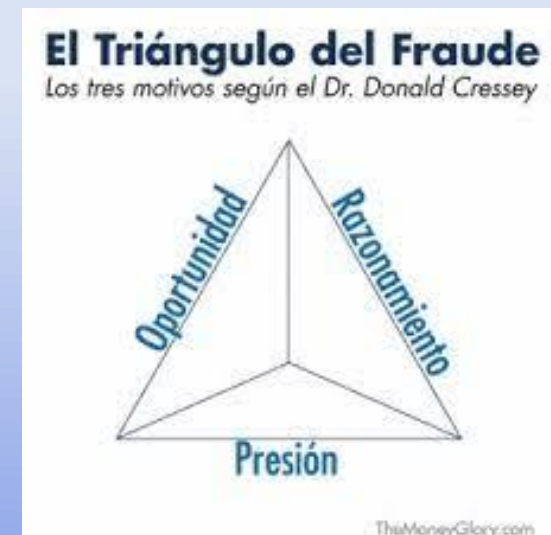 El Triángulo del Fraude
Los tres motivos según el Dr. Donald Cressey
Oportunidad
Razonamiento
Presión
TheMoneyGlory.com